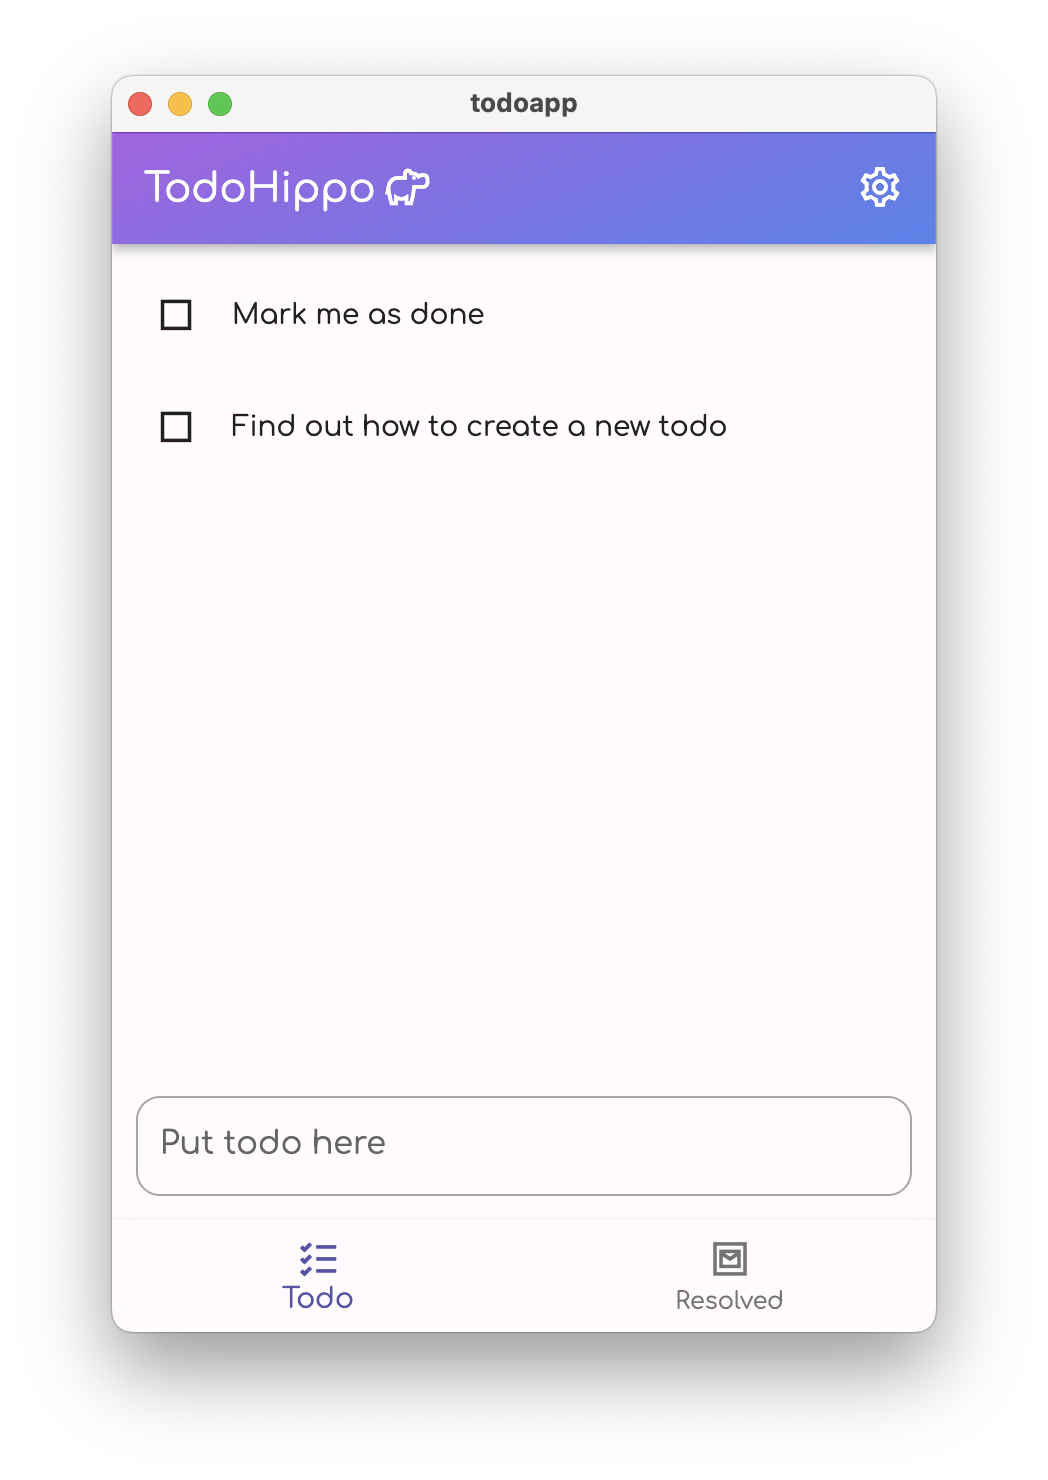 todoapp
TodoHippo
Mark me as done
Find out how to create a new todo
Put todo here
Todo
Resolved